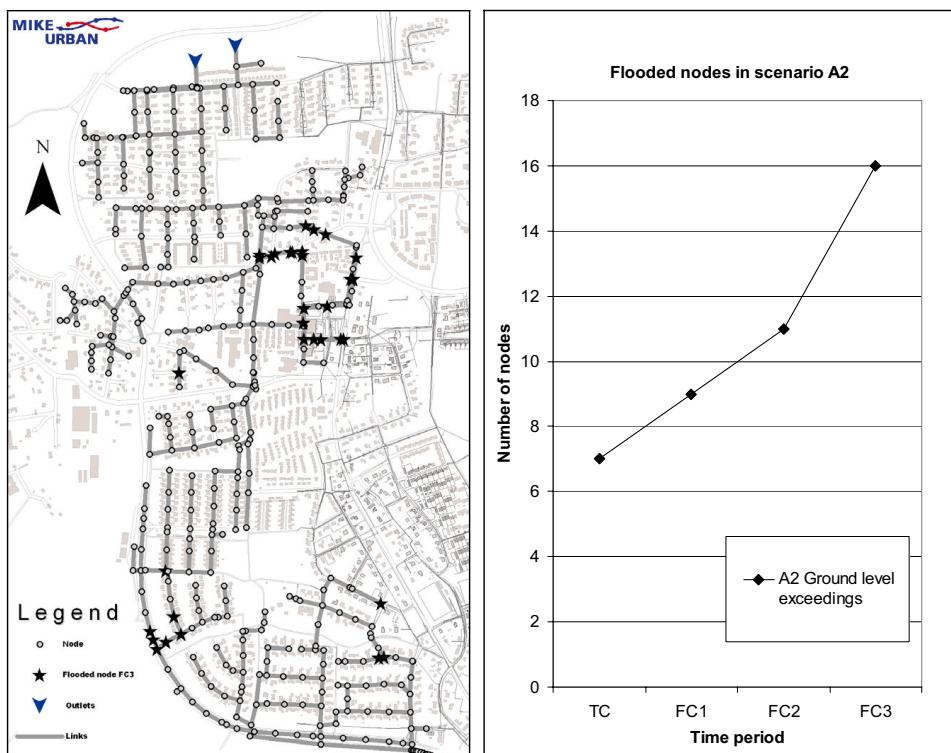 MIKE
URBAN
N
Legend
Node
Flooded node FC3
Outlets
Links
Flooded nodes in scenario A2
Number of nodes
18
16
14
12
10
8
6
4
2
0
A2 Ground level
exceedings
TC FC1 FC2 FC3
Time period